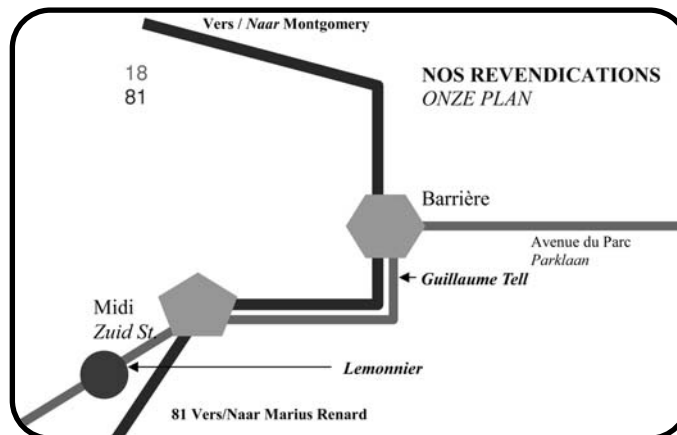 Vers / Naar Montgomery
18
81
NOS REVENDICATIONS
ONZE PLAN
Barrière
Avenue du Parc
Parklaan
Guillaume Tell
Midi
Zuid St.
Lemonnier
81 Vers/Naar Marius Renard